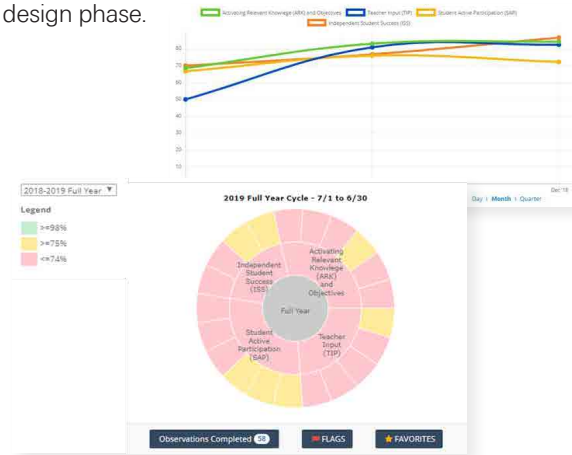 design phase.
Activating Relevant Knowlege (ARK) and Objectives
Teacher Input (TIP)
Student Active Participation (SAP)
Independent Student Success (ISS)
80
70
60
50
40
30
20
10
Dec '18
Day | Month | Quarter
2018-2019 Full Year
Legend
>=98%
>=75%
<=74%
2019 Full Year Cycle - 7/1 to 6/30
Independent
Student
Success
(ISS)
Activating
Relevant
Knowlege
(ARK)
and
Objectives
Full Year
Student
Active
Participation
(SAP)
Teacher
Input
(TIP)
Observations Completed 58
FLAGS
FAVORITES